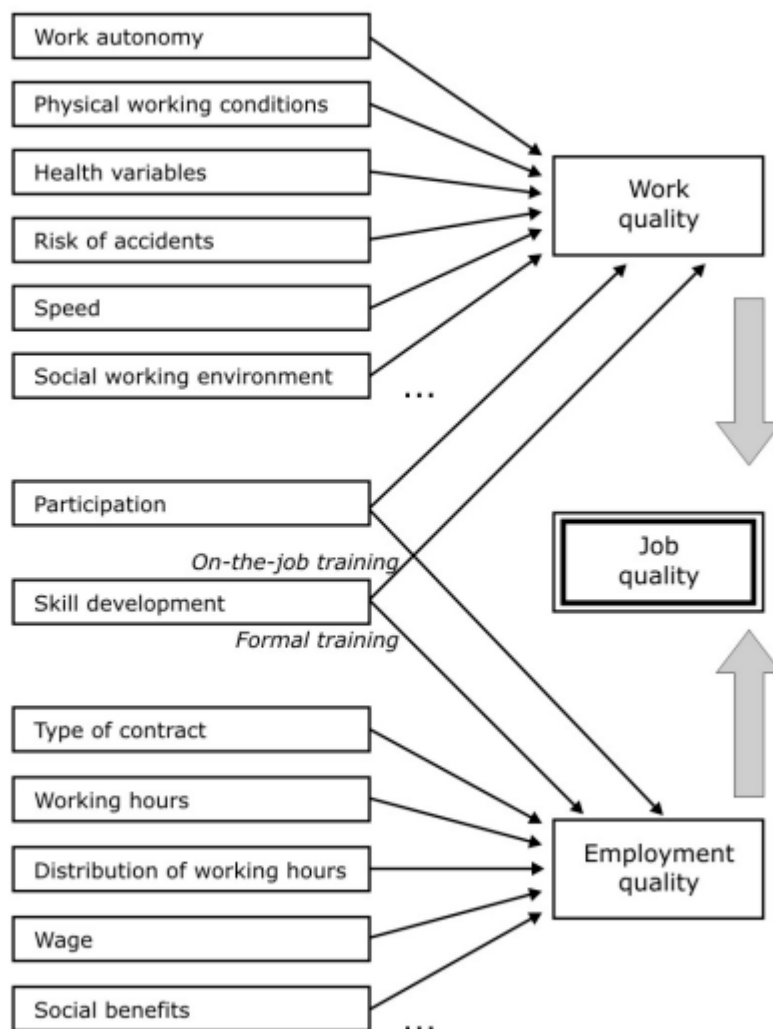 Work autonomy
Physical working conditions
Health variables
Risk of accidents
Speed
Social working environment
...
Work
quality
Participation
On-the-job training
Skill development
Formal training
Job
quality
Type of contract
Working hours
Distribution of working hours
Wage
Social benefits
...
Employment
quality